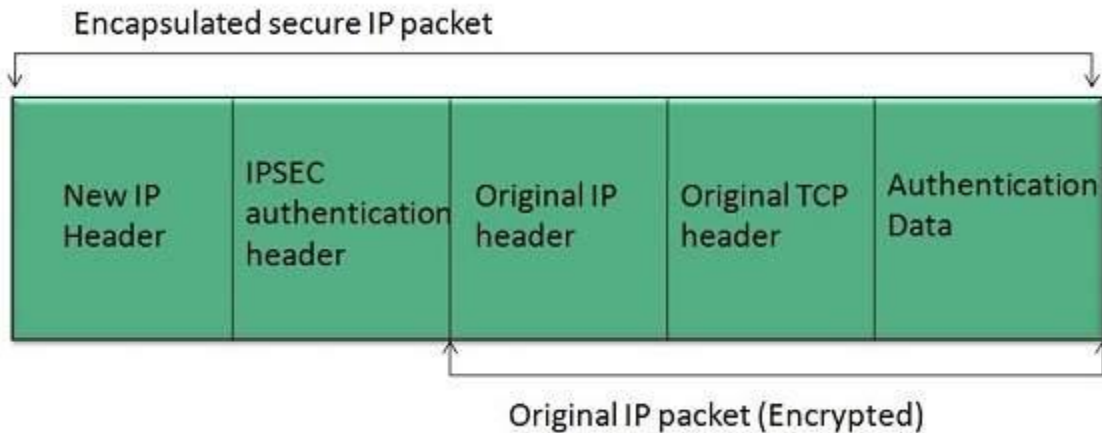 Encapsulated secure IP packet
New IP
Header
IPSEC
authentication
header
Original IP
header
Original TCP
header
Authentication
Data
Original IP packet (Encrypted)